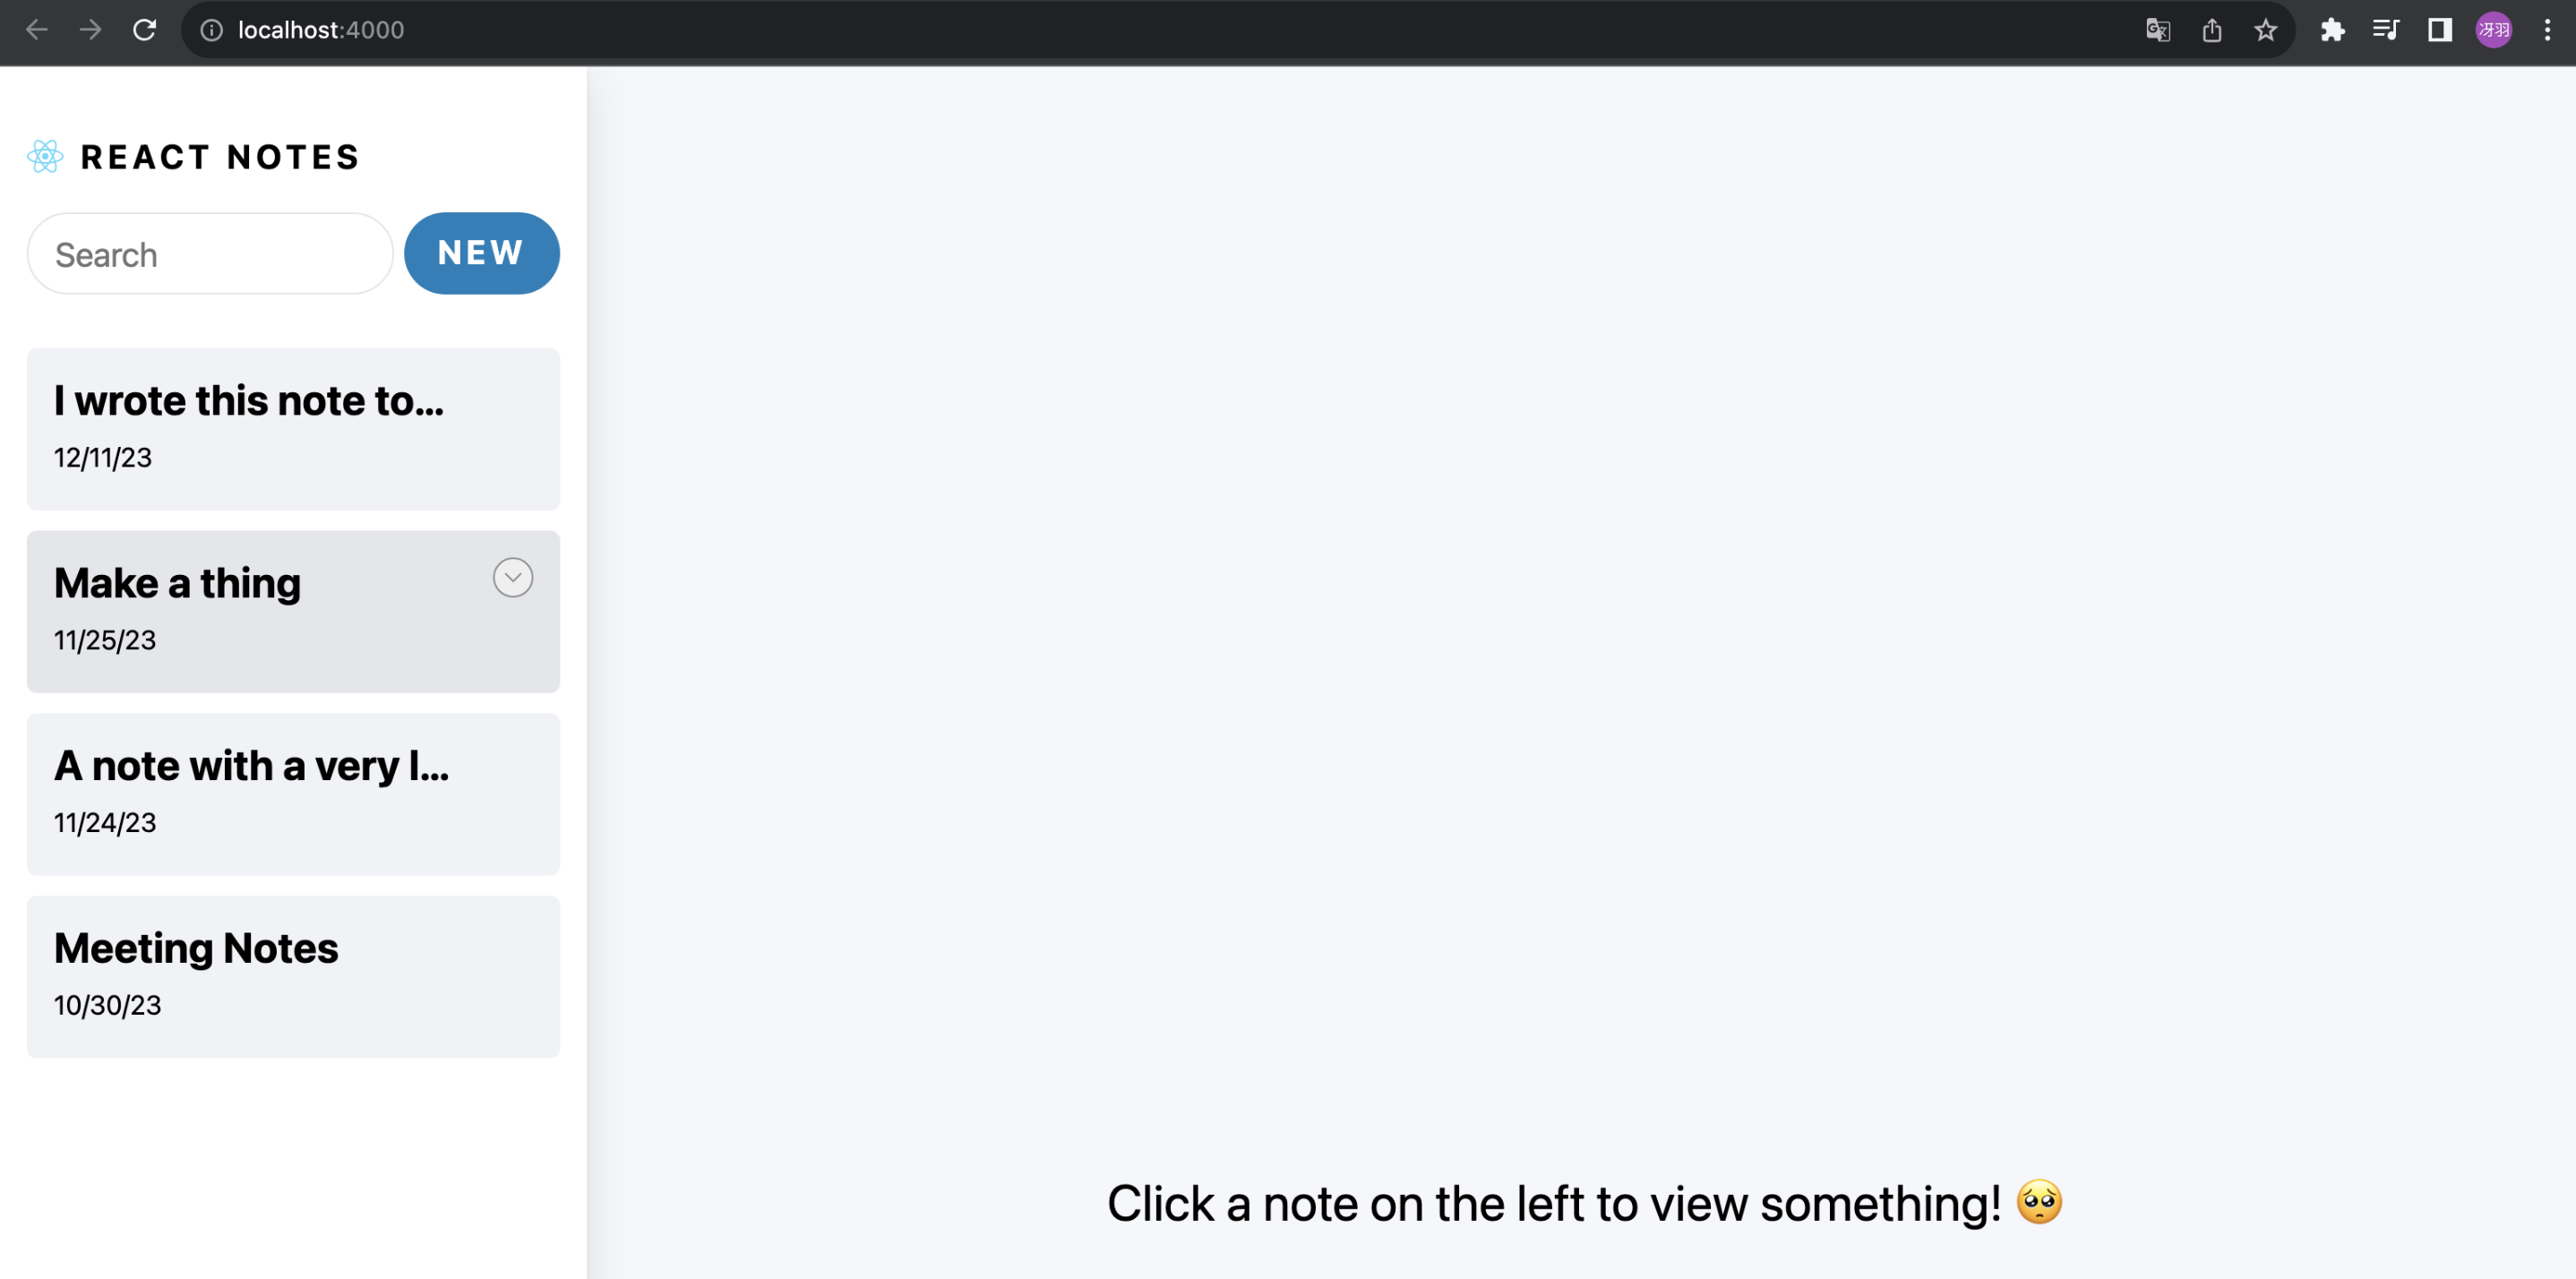 localhost:4000
冴羽
REACT NOTES
Search
NEW
I wrote this note to...
12/11/23
Make a thing
11/25/23
A note with a very l...
11/24/23
Meeting Notes
10/30/23
Click a note on the left to view something! 🥺